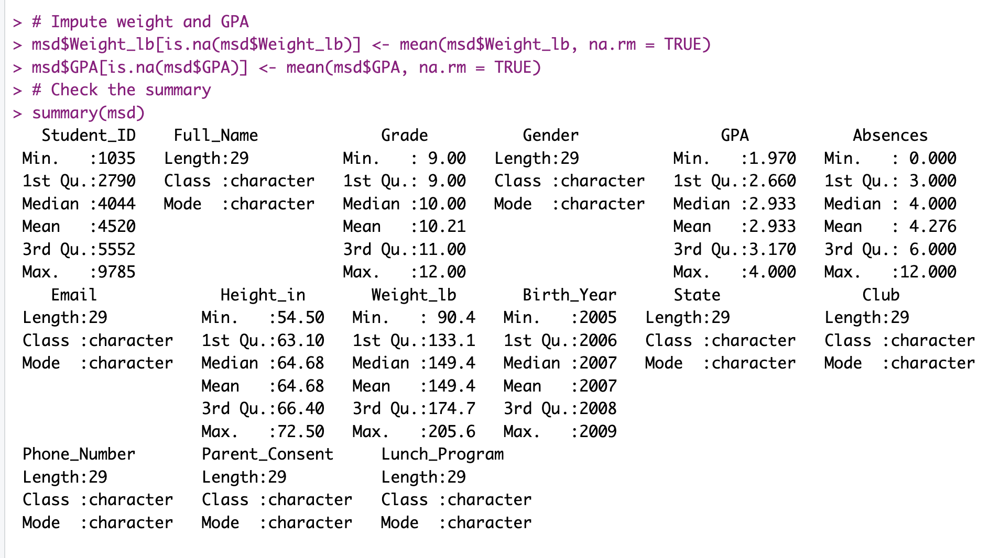 > # Impute weight and GPA
> msd$Weight_lb[is.na(msd$Weight_lb)] <- mean(msd$Weight_lb, na.rm = TRUE)
> msd$GPA[is.na(msd$GPA)] <- mean(msd$GPA, na.rm = TRUE)
> # Check the summary
> summary(msd)
   Student_ID    Full_Name             Grade          Gender               GPA           Absences     
 Min.   :1035   Length:29          Min.   : 9.00   Length:29          Min.   :1.970   Min.   : 0.000  
 1st Qu.:2790   Class :character   1st Qu.: 9.00   Class :character   1st Qu.:2.660   1st Qu.: 3.000  
 Median :4044   Mode  :character   Median :10.00   Mode  :character   Median :2.933   Median : 4.000  
 Mean   :4520                      Mean   :10.21                      Mean   :2.933   Mean   : 4.276  
 3rd Qu.:5552                      3rd Qu.:11.00                      3rd Qu.:3.170   3rd Qu.: 6.000  
 Max.   :9785                      Max.   :12.00                      Max.   :4.000   Max.   :12.000  
    Email             Height_in       Weight_lb       Birth_Year      State               Club          
 Length:29          Min.   :54.50   Min.   : 90.4   Min.   :2005   Length:29          Length:29         
 Class :character   1st Qu.:63.10   1st Qu.:133.1   1st Qu.:2006   Class :character   Class :character  
 Mode  :character   Median :64.68   Median :149.4   Median :2007   Mode  :character   Mode  :character  
                    Mean   :64.68   Mean   :149.4   Mean   :2007                                        
                    3rd Qu.:66.40   3rd Qu.:174.7   3rd Qu.:2008                                        
                    Max.   :72.50   Max.   :205.6   Max.   :2009                                        
 Phone_Number       Parent_Consent     Lunch_Program     
 Length:29          Length:29          Length:29         
 Class :character   Class :character   Class :character  
 Mode  :character   Mode  :character   Mode  :character